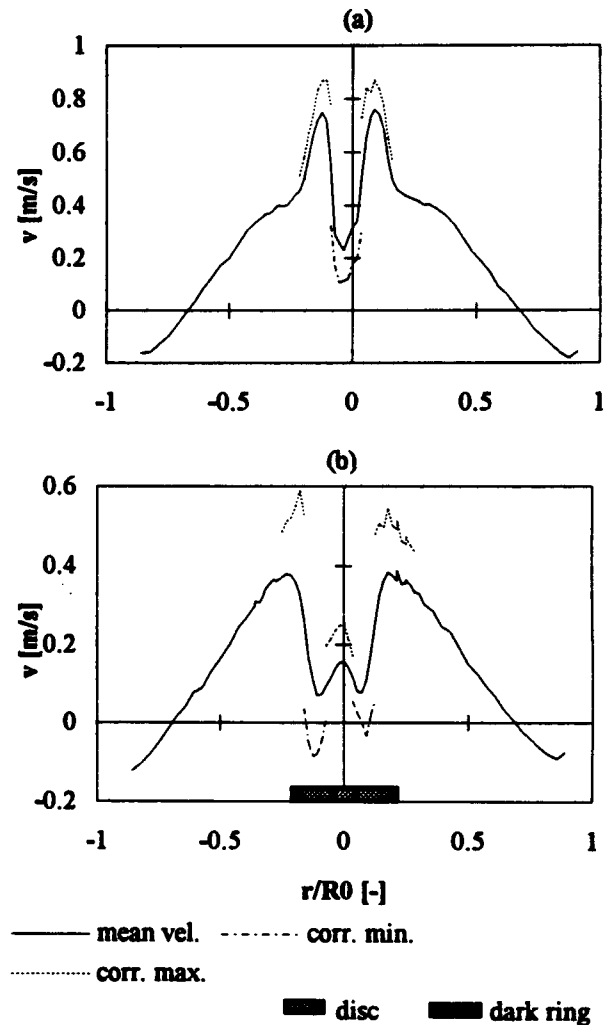 (a)
1
0.8
0.6
0.4
0.2
0
-0.2
v [m/s]
-1 -0.5 0 0.5 1
(b)
0.6
0.4
0.2
0
-0.2
v [m/s]
-1 -0.5 0 0.5 1
r/R0 [-]
mean vel. corr. min.
corr. max.
disc dark ring